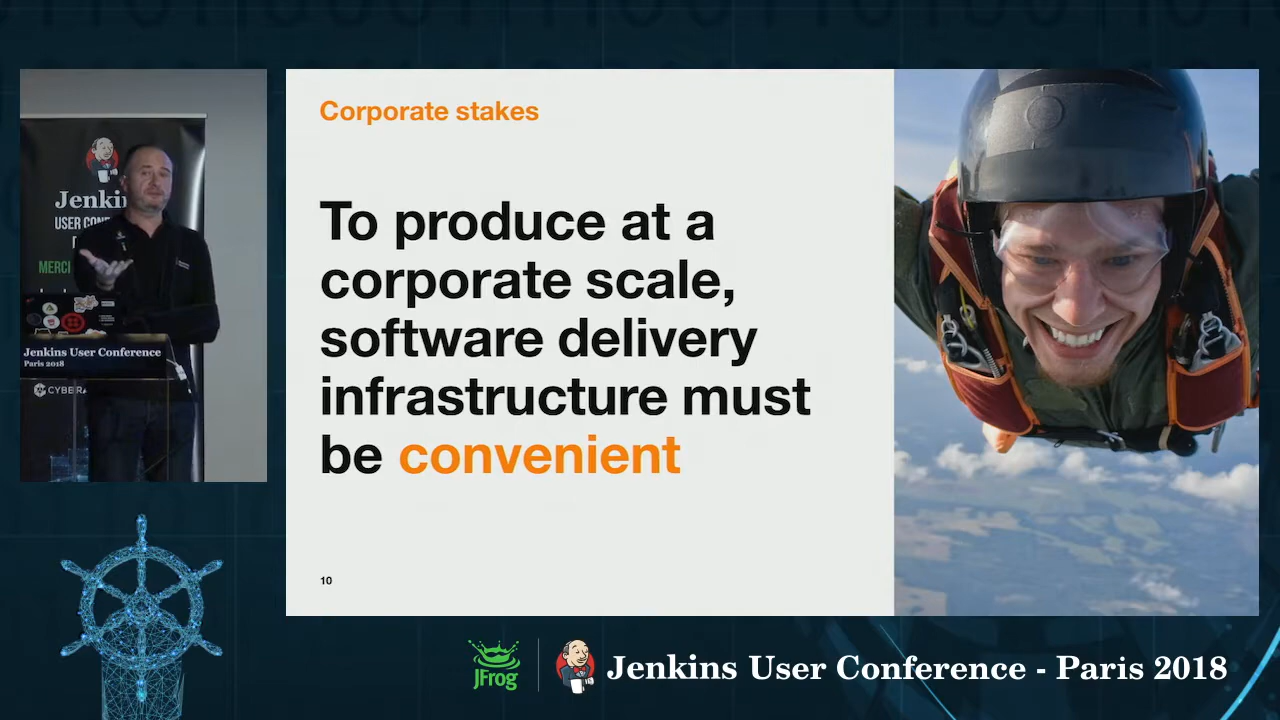 Corporate stakes
To produce at a
corporate scale,
software delivery
infrastructure must
be convenient
10
Jenkins User Conference
Paris 2018
MERCI
JFrog
Jenkins User Conference - Paris 2018